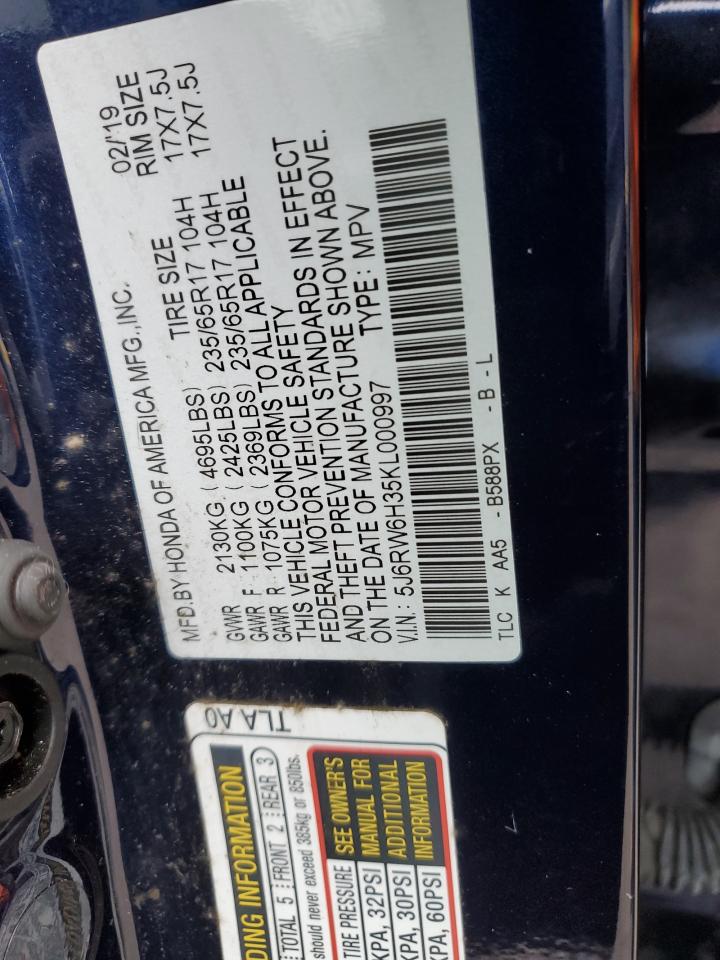 MFD.BY HONDA OF AMERICA MFG.,INC. 02/'19
TIRE SIZE RIM SIZE
GVWR 2130KG ( 4695LBS)
GAWR F 1100KG ( 2425LBS) 235/65R17 104H 17X7.5J
GAWR R 1075KG ( 2369LBS) 235/65R17 104H 17X7.5J
THIS VEHICLE CONFORMS TO ALL APPLICABLE
FEDERAL MOTOR VEHICLE SAFETY
AND THEFT PREVENTION STANDARDS IN EFFECT
ON THE DATE OF MANUFACTURE SHOWN ABOVE.
V.I.N.: 5J6RW6H35KL000997 TYPE: MPV
TLC K AA5 - B588PX - B - L
TLA A0
DING INFORMATION
TOTAL 5 FRONT 2 REAR 3
should never exceed 385kg or 850lbs.
TIRE PRESSURE
KPA, 32PSI
KPA, 30PSI
KPA, 60PSI
SEE OWNER'S
MANUAL FOR
ADDITIONAL
INFORMATION